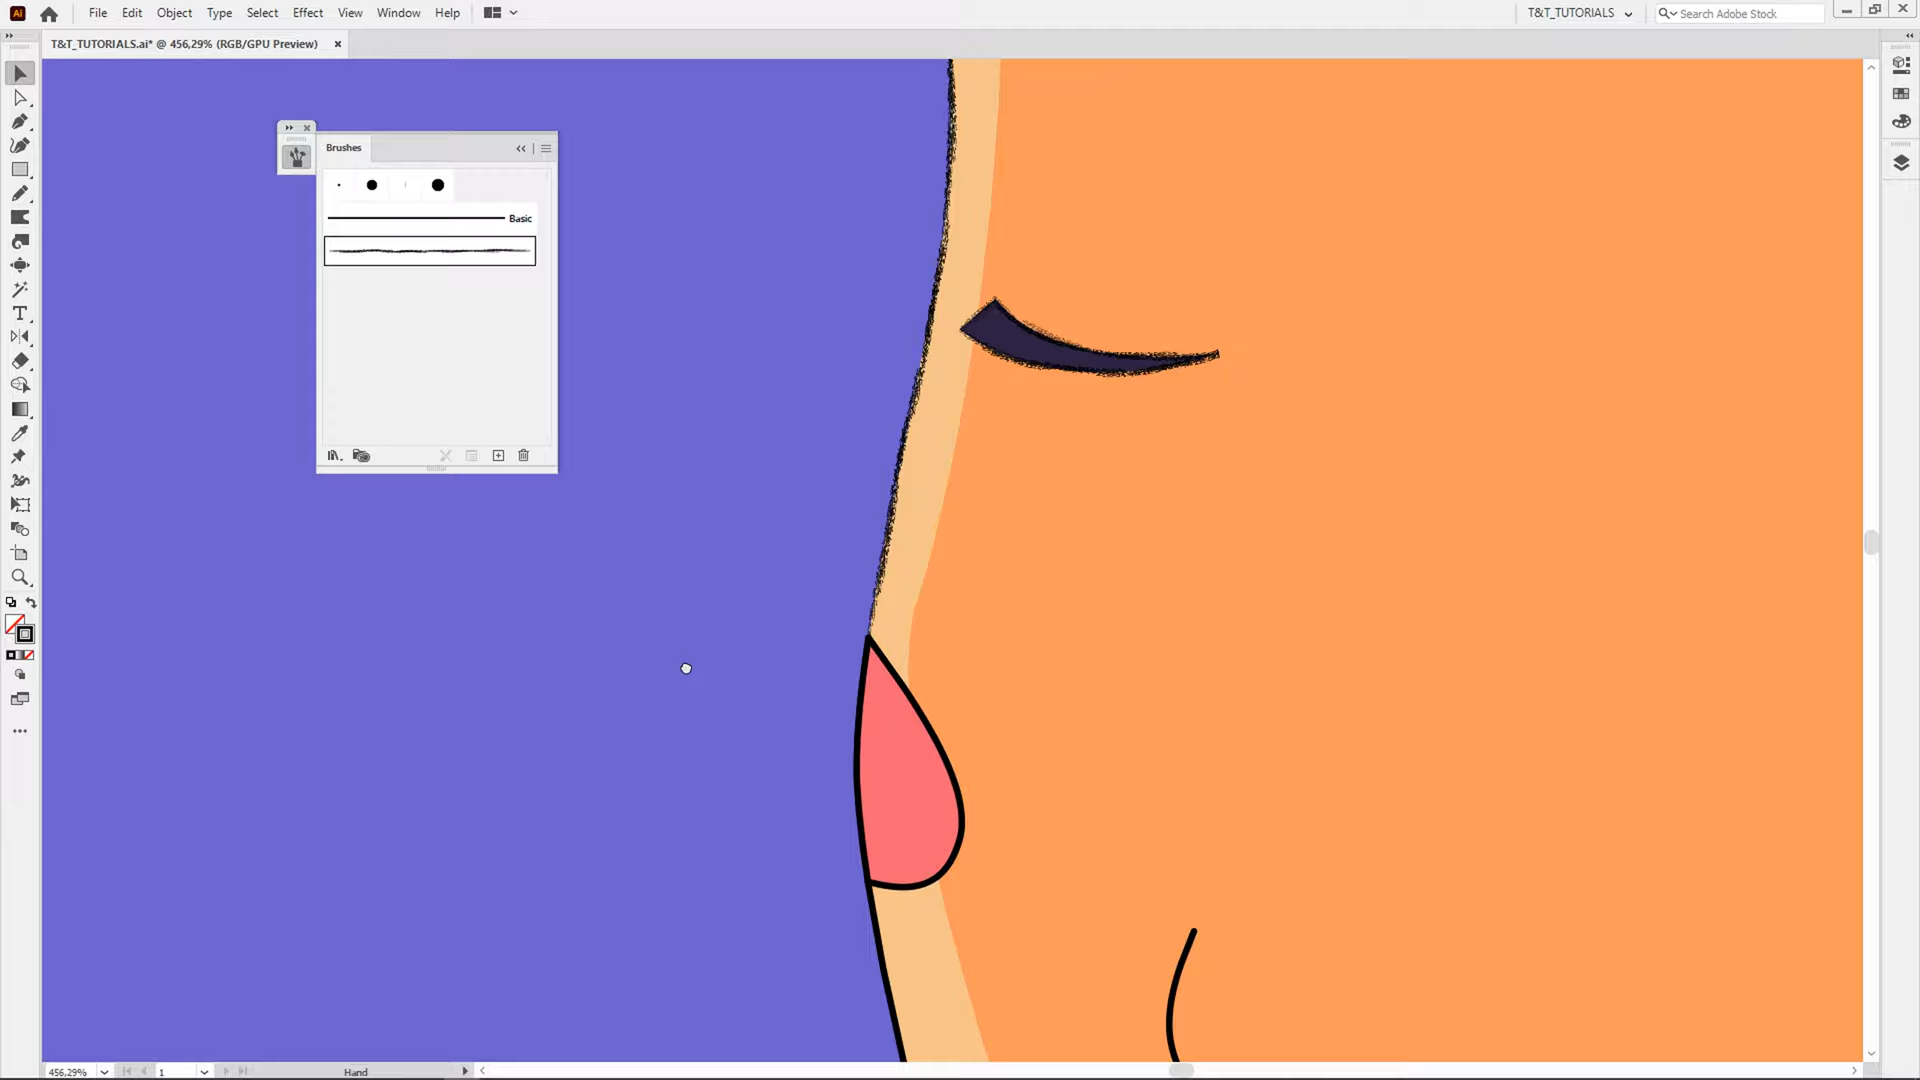 Ai File Edit Object Type Select Effect View Window Help T&T_TUTORIALS Search Adobe Stock
T&T_TUTORIALS.ai* @ 456,29% (RGB/GPU Preview)
Brushes
Basic
456,29% 1 Hand